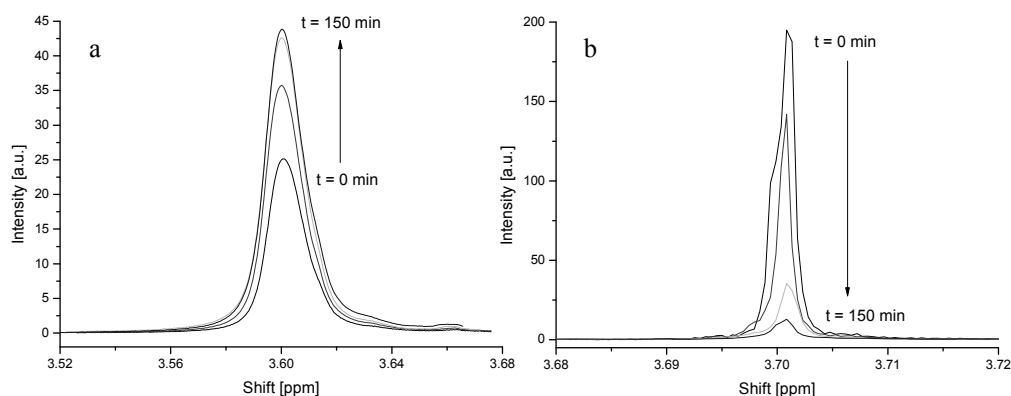 a
t = 150 min
t = 0 min
45
40
35
30
25
20
15
10
5
0
Intensity [a.u.]
3.52
3.56
3.60
3.64
3.68
Shift [ppm]
b
t = 0 min
t = 150 min
200
150
100
50
0
Intensity [a.u.]
3.68
3.69
3.70
3.71
3.72
Shift [ppm]